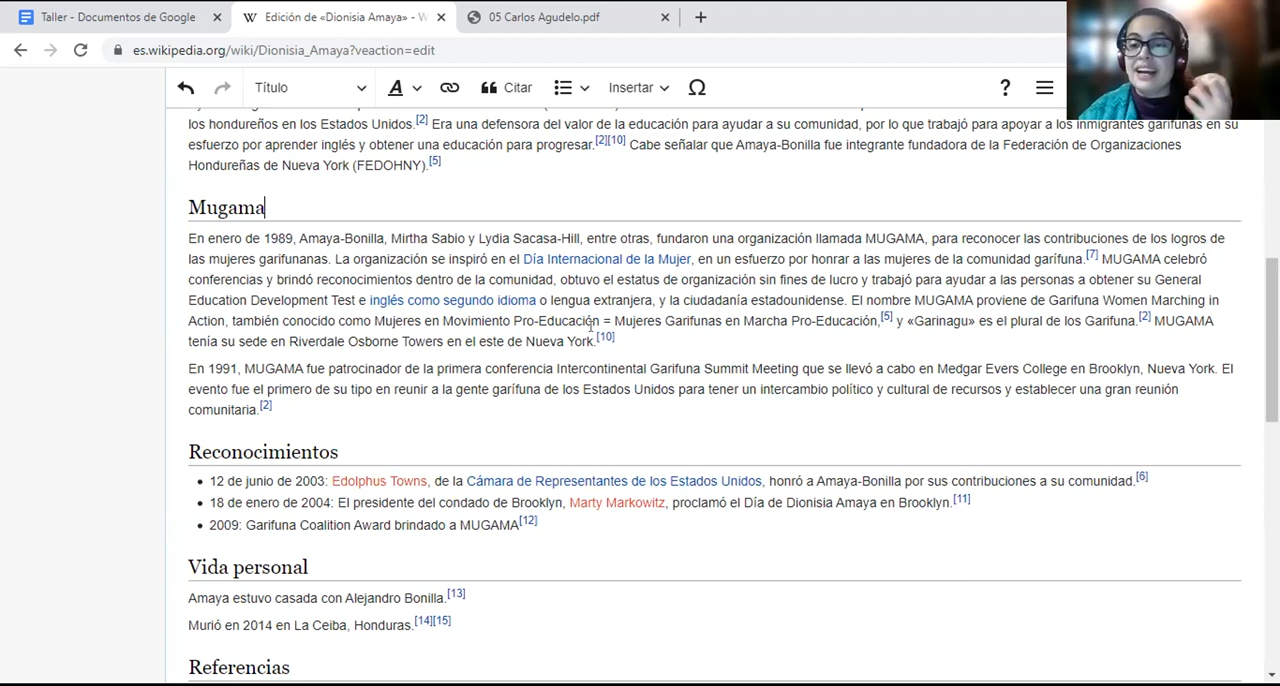 Taller - Documentos de Google
Edición de «Dionisia Amaya» - W
05 Carlos Agudelo.pdf
es.wikipedia.org/wiki/Dionisia_Amaya?veaction=edit
Título
A
Citar
Insertar
Ω
?
los hondureños en los Estados Unidos.[2] Era una defensora del valor de la educación para ayudar a su comunidad, por lo que trabajó para apoyar a los inmigrantes garifunas en su
esfuerzo por aprender inglés y obtener una educación para progresar.[2][10] Cabe señalar que Amaya-Bonilla fue integrante fundadora de la Federación de Organizaciones
Hondureñas de Nueva York (FEDOHNY).[5]
Mugama
En enero de 1989, Amaya-Bonilla, Mirtha Sabio y Lydia Sacasa-Hill, entre otras, fundaron una organización llamada MUGAMA, para reconocer las contribuciones de los logros de
las mujeres garifunanas. La organización se inspiró en el Día Internacional de la Mujer, en un esfuerzo por honrar a las mujeres de la comunidad garífuna.[7] MUGAMA celebró
conferencias y brindó reconocimientos dentro de la comunidad, obtuvo el estatus de organización sin fines de lucro y trabajó para ayudar a las personas a obtener su General
Education Development Test e inglés como segundo idioma o lengua extranjera, y la ciudadanía estadounidense. El nombre MUGAMA proviene de Garifuna Women Marching in
Action, también conocido como Mujeres en Movimiento Pro-Educación = Mujeres Garifunas en Marcha Pro-Educación,[5] y «Garinagu» es el plural de los Garifuna.[2] MUGAMA
tenía su sede en Riverdale Osborne Towers en el este de Nueva York.[10]
En 1991, MUGAMA fue patrocinador de la primera conferencia Intercontinental Garifuna Summit Meeting que se llevó a cabo en Medgar Evers College en Brooklyn, Nueva York. El
evento fue el primero de su tipo en reunir a la gente garífuna de los Estados Unidos para tener un intercambio político y cultural de recursos y establecer una gran reunión
comunitaria.[2]
Reconocimientos
12 de junio de 2003: Edolphus Towns, de la Cámara de Representantes de los Estados Unidos, honró a Amaya-Bonilla por sus contribuciones a su comunidad.[6]
18 de enero de 2004: El presidente del condado de Brooklyn, Marty Markowitz, proclamó el Día de Dionisia Amaya en Brooklyn.[11]
2009: Garifuna Coalition Award brindado a MUGAMA[12]
Vida personal
Amaya estuvo casada con Alejandro Bonilla.[13]
Murió en 2014 en La Ceiba, Honduras.[14][15]
Referencias